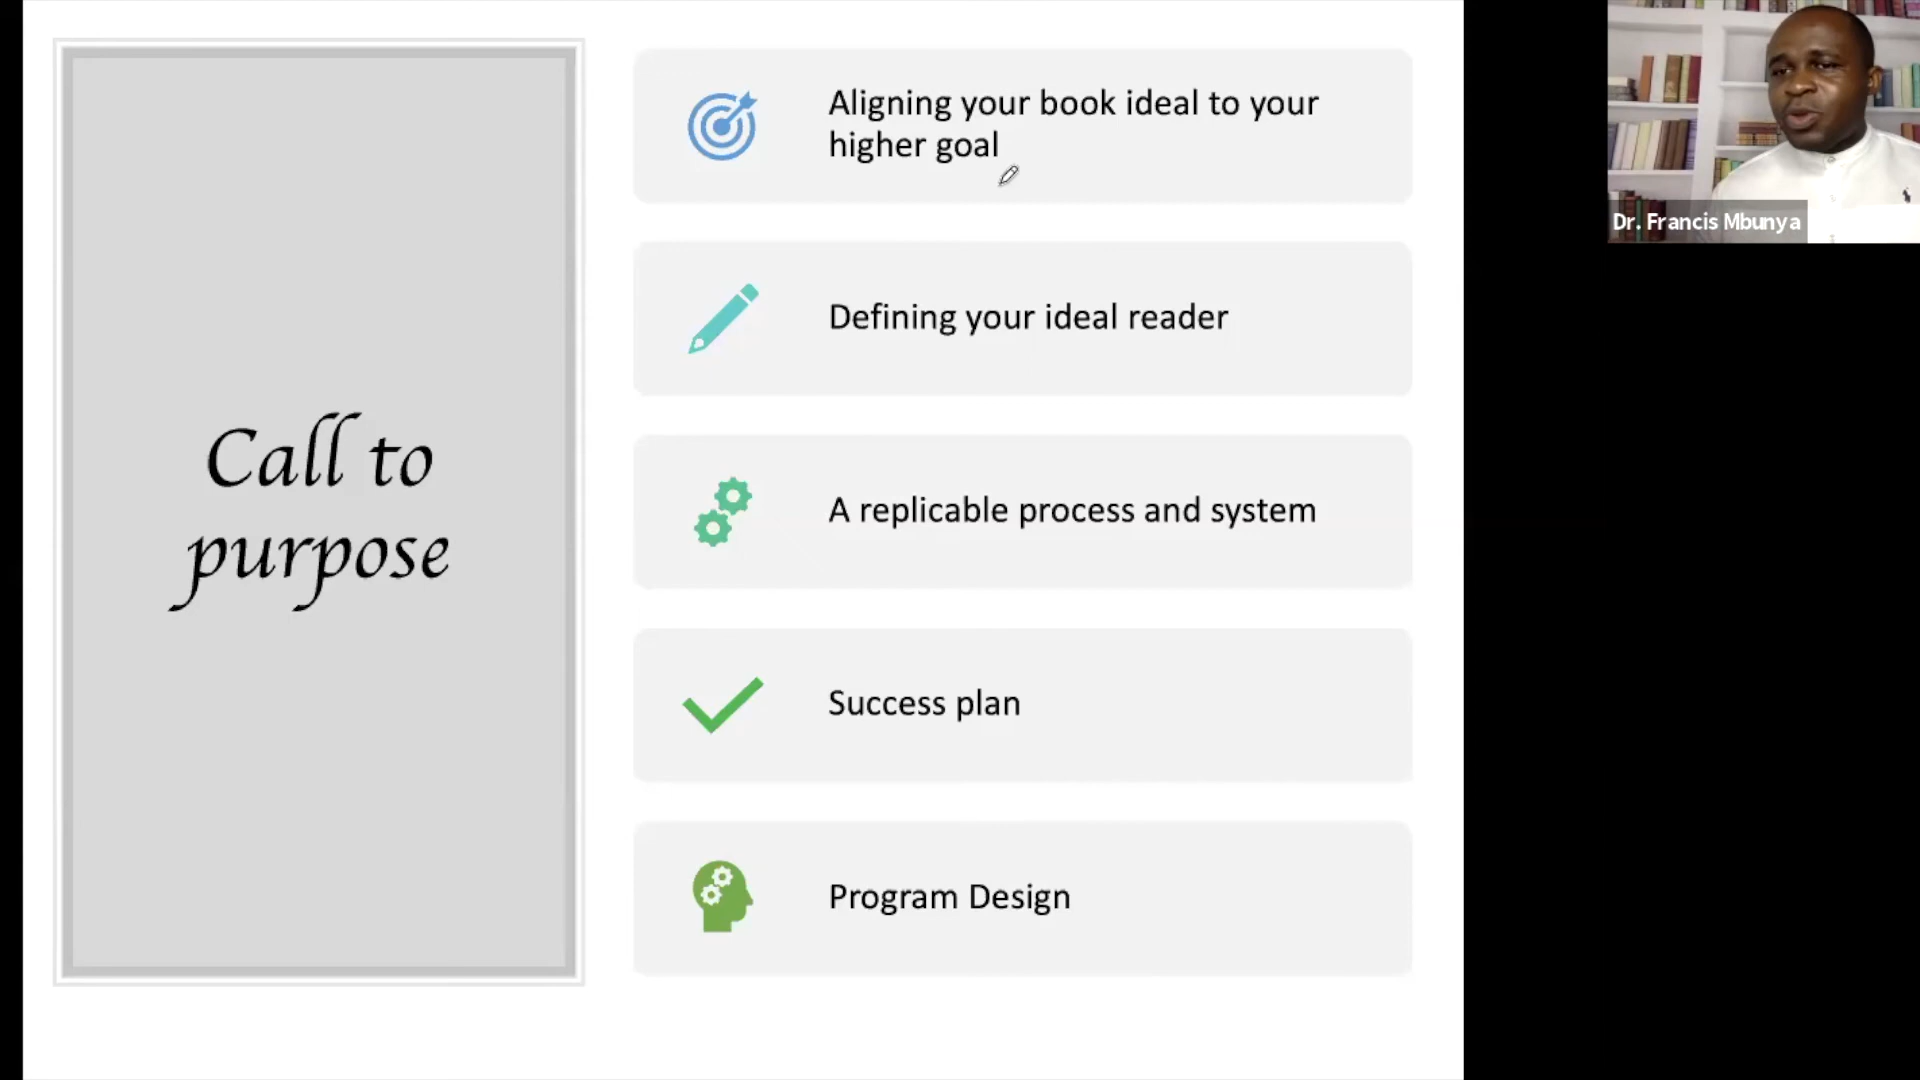 Call to
purpose
Aligning your book ideal to your
higher goal
Defining your ideal reader
A replicable process and system
Success plan
Program Design
Dr. Francis Mbunya